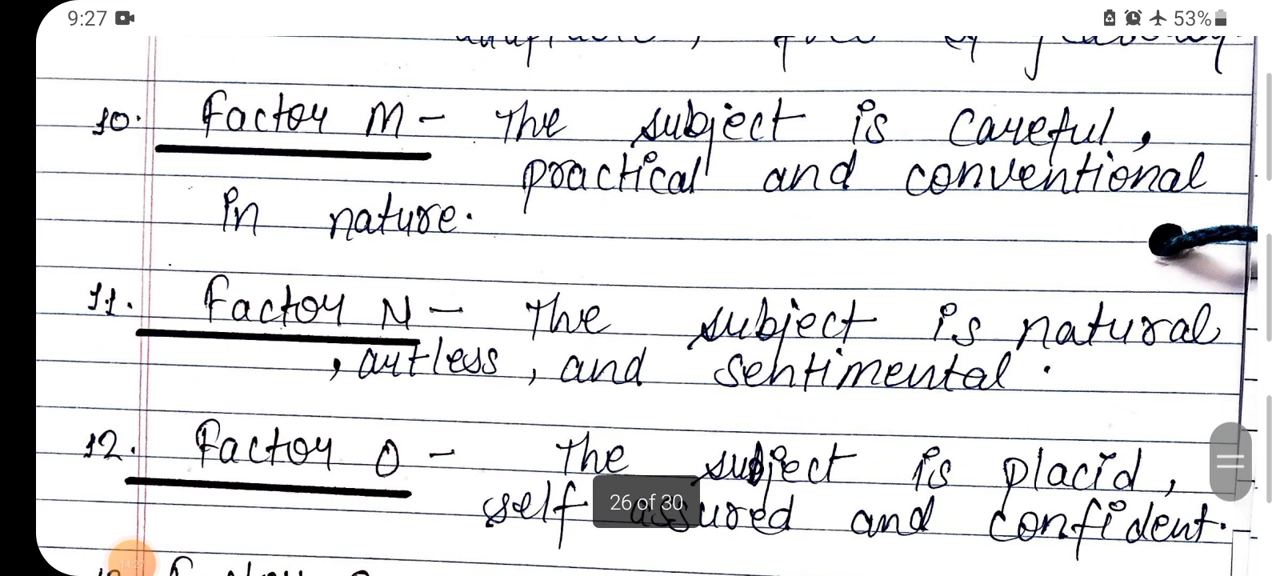 9:27
53%
10. Factor M - The subject is careful,
practical and conventional
in nature.
11. Factor N - The subject is natural
, artless, and sentimental.
12. Factor O - The subject is placid,
self assured and confident.
26 of 30